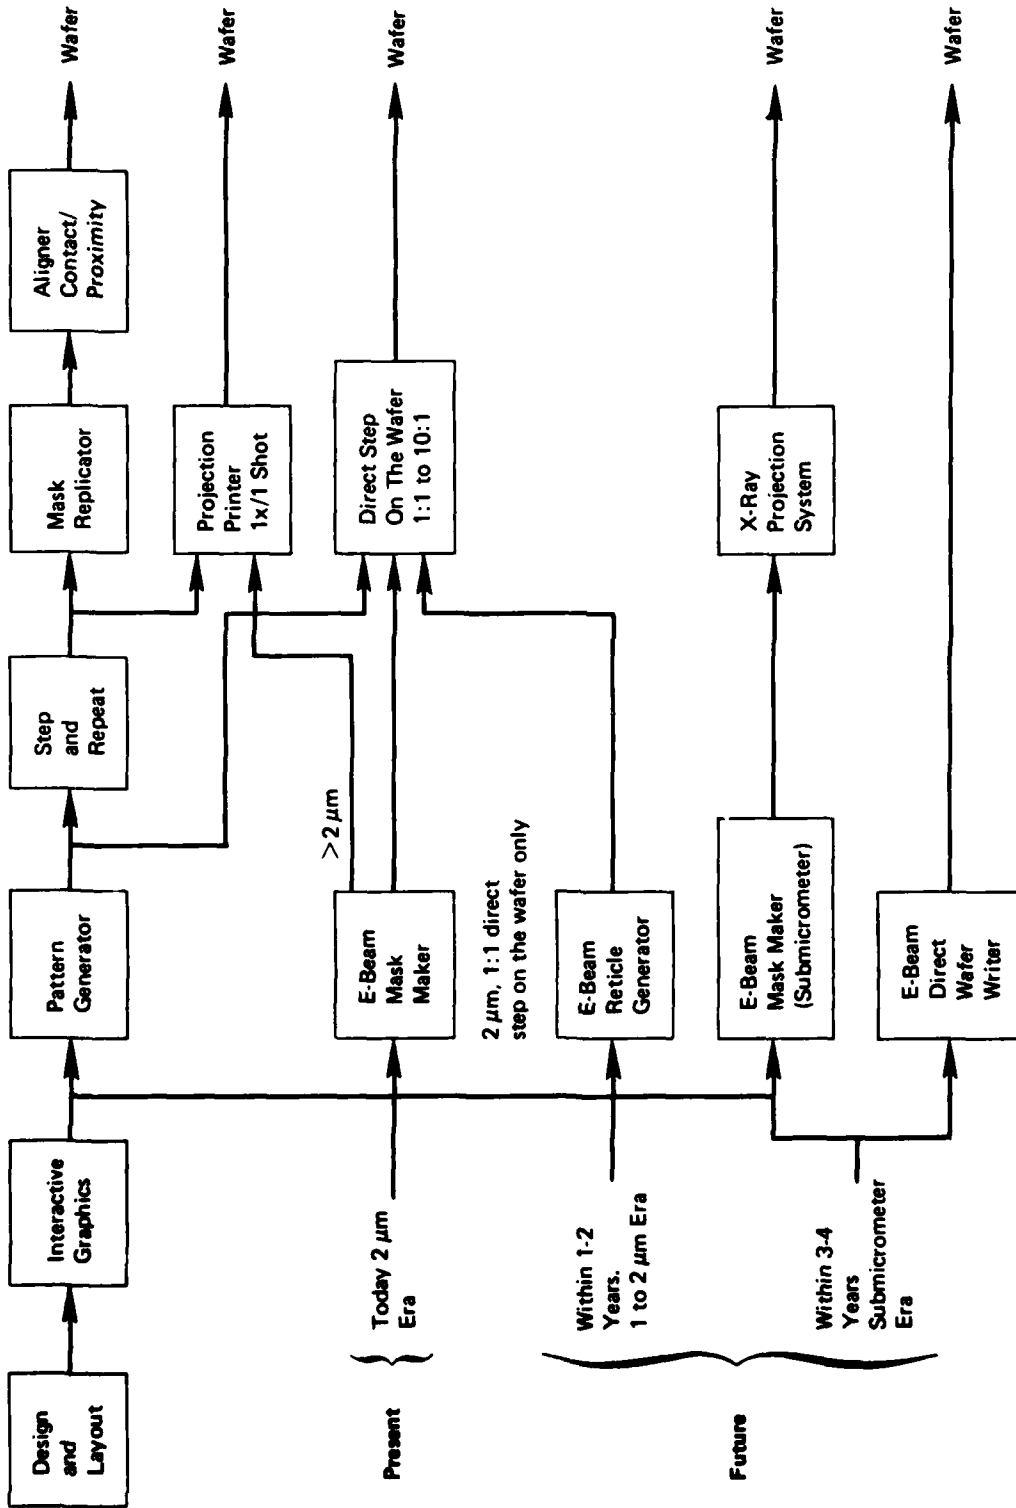 Design
and
Layout
Interactive
Graphics
Pattern
Generator
Step
and
Repeat
Mask
Replicator
Aligner
Contact/
Proximity
Wafer
Projection
Printer
1x/1 Shot
Wafer
Present
Today 2 μm
Era
E-Beam
Mask
Maker
>2 μm
2 μm, 1:1 direct
step on the wafer only
Direct Step
On The Wafer
1:1 to 10:1
Wafer
Future
Within 1-2
Years.
1 to 2 μm Era
E-Beam
Reticle
Generator
Within 3-4
Years
Submicrometer
Era
E-Beam
Mask Maker
(Submicrometer)
X-Ray
Projection
System
Wafer
E-Beam
Direct
Wafer
Writer
Wafer